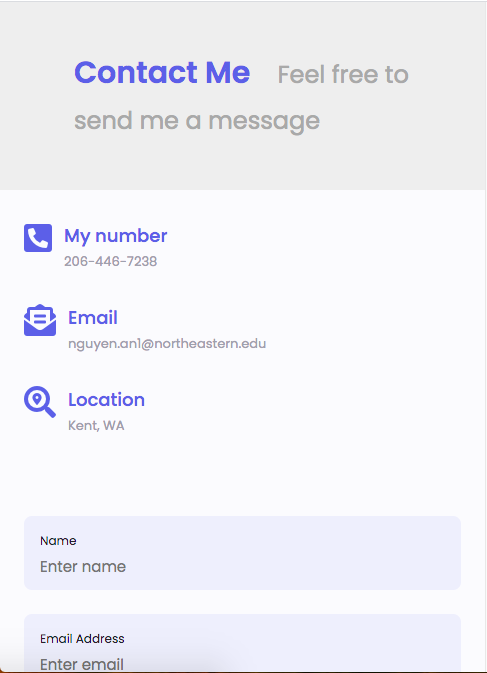 Contact Me Feel free to
send me a message
My number
206-446-7238
Email
nguyen.an1@northeastern.edu
Location
Kent, WA
Name
Enter name
Email Address
Enter email